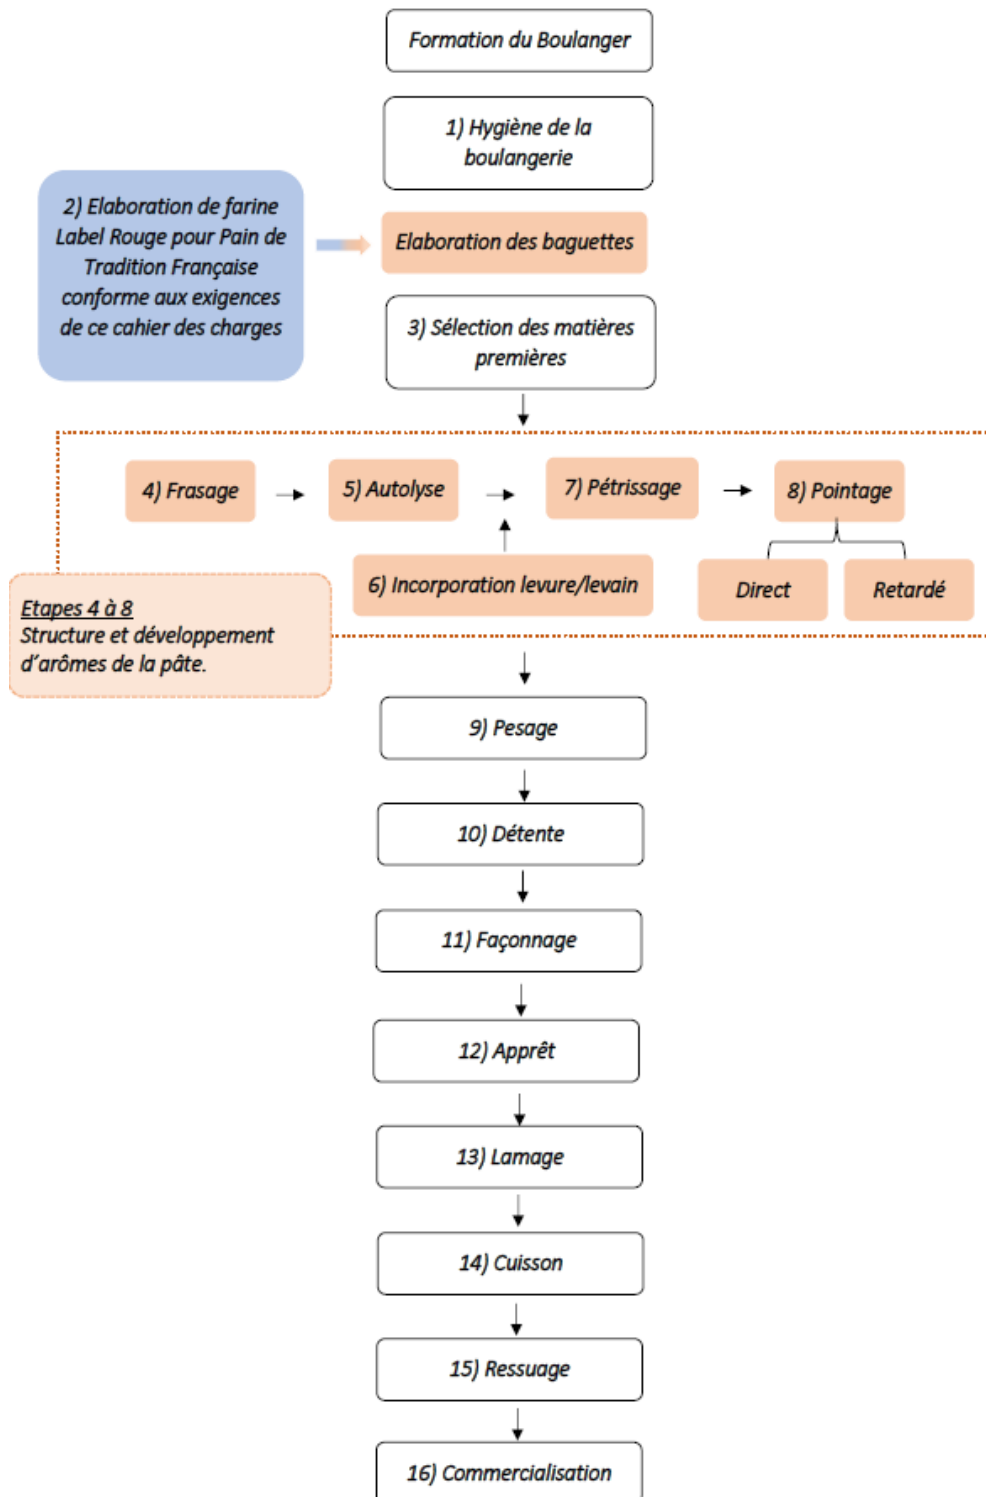 Formation du Boulanger
1) Hygiène de la
boulangerie
2) Elaboration de farine
Label Rouge pour Pain de
Tradition Française
conforme aux exigences
de ce cahier des charges
Elaboration des baguettes
3) Sélection des matières
premières
4) Frasage
5) Autolyse
7) Pétrissage
8) Pointage
6) Incorporation levure/levain
Direct
Retardé
Etapes 4 à 8
Structure et développement
d'arômes de la pâte.
9) Pesage
10) Détente
11) Façonnage
12) Apprêt
13) Lamage
14) Cuisson
15) Ressuage
16) Commercialisation